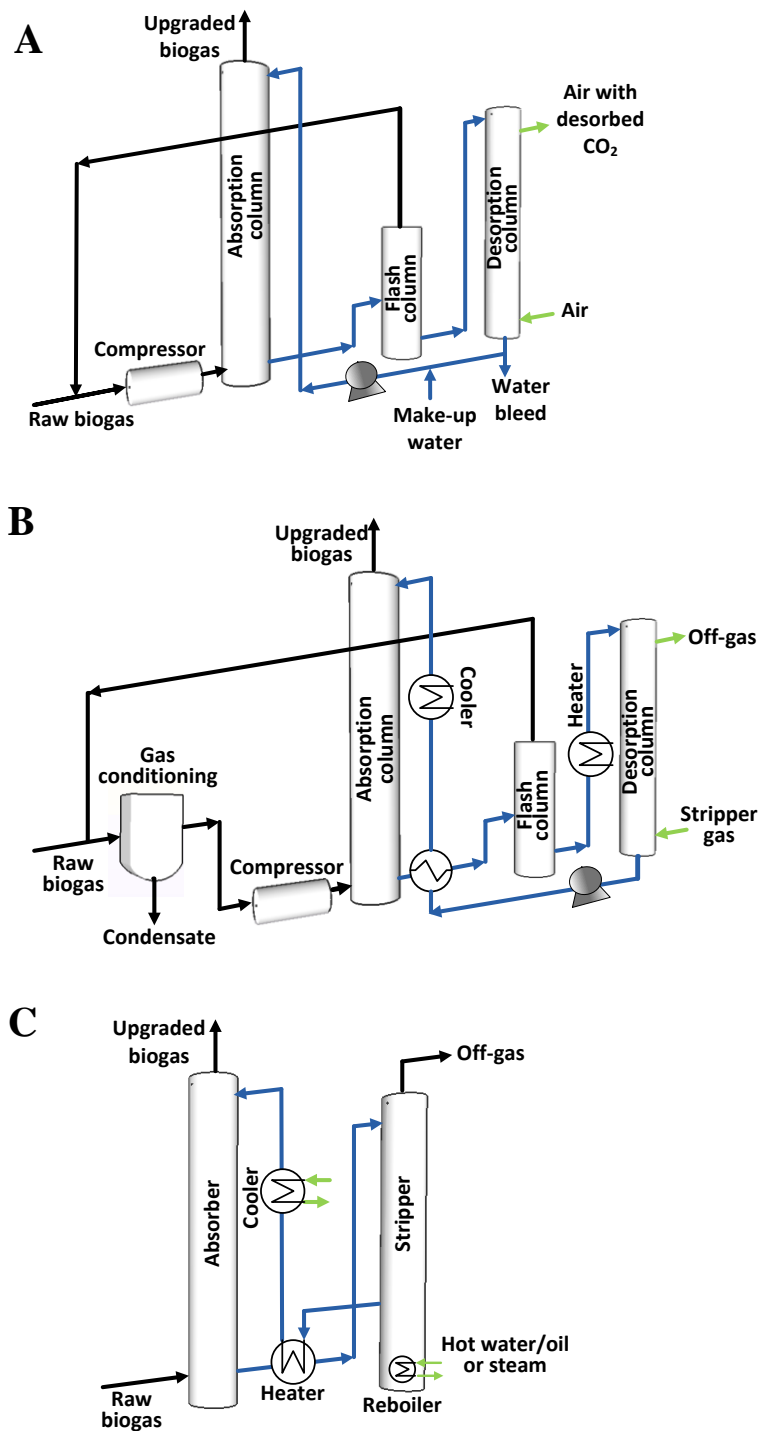 A
Upgraded
biogas
Absorption
column
Flash
column
Desorption
column
Air with
desorbed
CO₂
Air
Compressor
Raw biogas
Make-up
water
Water
bleed
B
Upgraded
biogas
Absorption
column
Cooler
Heater
Flash
column
Desorption
column
Off-gas
Stripper
gas
Gas
conditioning
Raw
biogas
Compressor
Condensate
C
Upgraded
biogas
Off-gas
Absorber
Cooler
Stripper
Raw
biogas
Heater
Reboiler
Hot water/oil
or steam